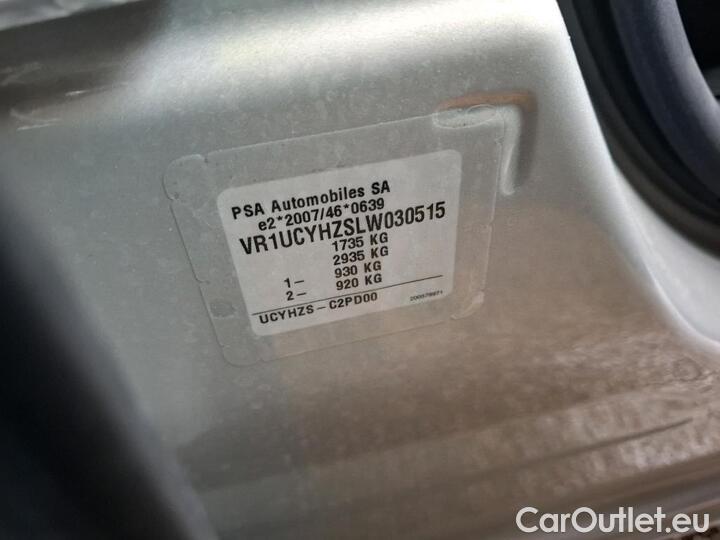 PSA Automobiles SA
e2*2007/46*0639
VR1UCYHZSLW030515
1735 KG
2935 KG
1– 930 KG
2– 920 KG
UCYHZS – C2PD00
CarOutlet.eu